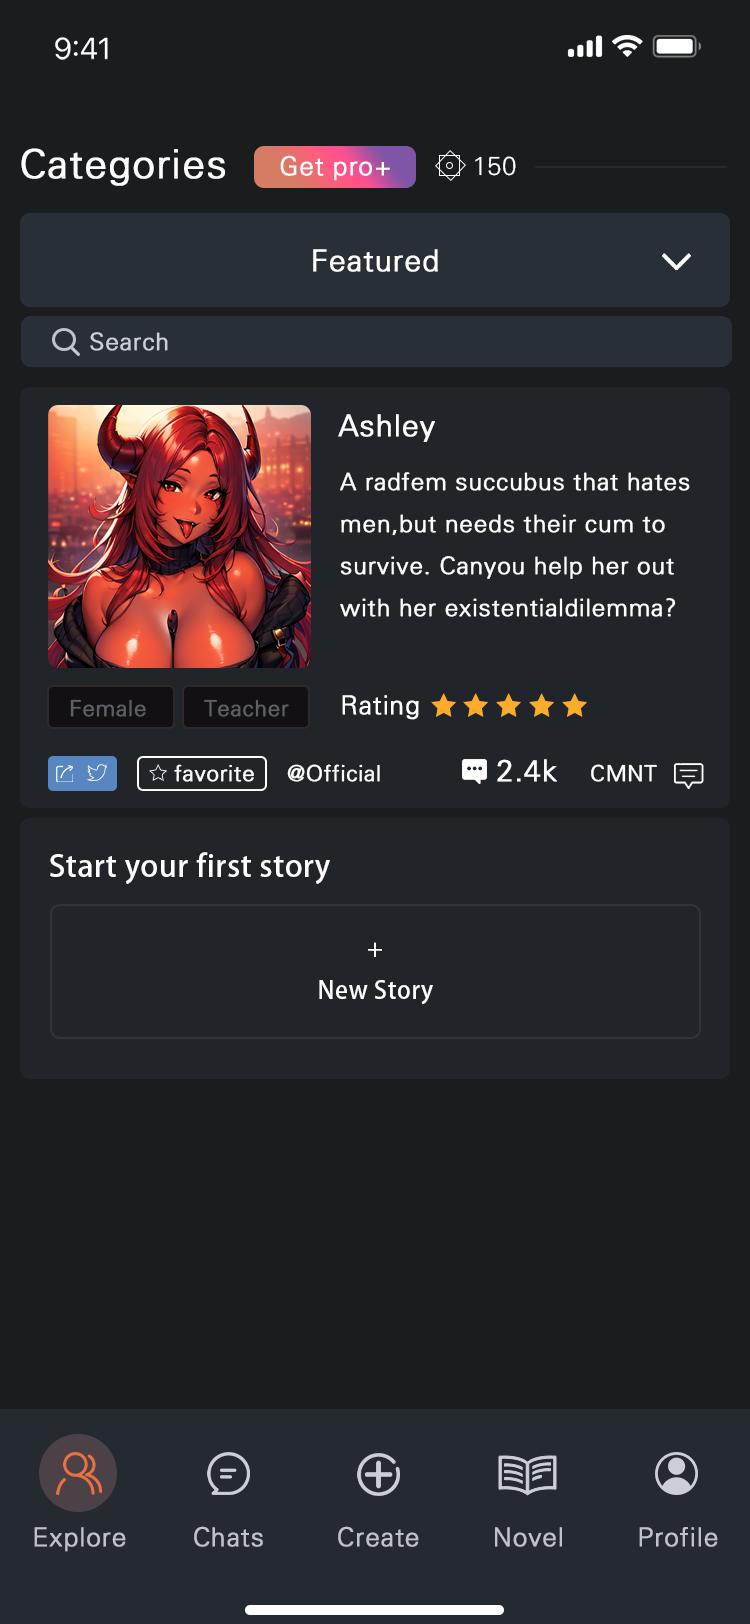 9:41
Categories
Get pro+
150
Featured
Search
Ashley
A radfem succubus that hates
men,but needs their cum to
survive. Canyou help her out
with her existentialdilemma?
Female
Teacher
Rating
favorite
@Official
2.4k
CMNT
Start your first story
+
New Story
Explore
Chats
Create
Novel
Profile